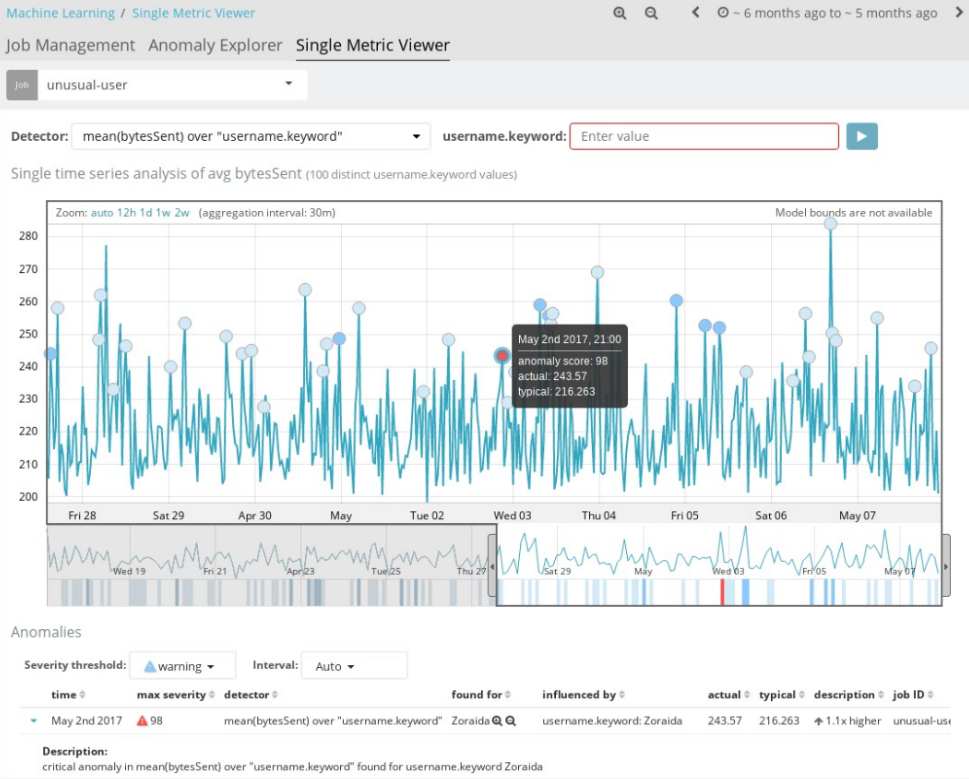 Machine Learning / Single Metric Viewer
~ 6 months ago to ~ 5 months ago
Job Management Anomaly Explorer Single Metric Viewer
Job unusual-user
Detector: mean(bytesSent) over "username.keyword" username.keyword: Enter value
Single time series analysis of avg bytesSent (100 distinct username.keyword values)
Zoom: auto 12h 1d 1w 2w (aggregation interval: 30m) Model bounds are not available
280
270
260
250
240
230
220
210
200
May 2nd 2017, 21:00
anomaly score: 98
actual: 243.57
typical: 216.263
Fri 28 Sat 29 Apr 30 May Tue 02 Wed 03 Thu 04 Fri 05 Sat 06 May 07
Wed 19 Fri 21 Apr 23 Tue 25 Thu 27 Sat 29 May Wed 03 Fri 05 May 07
Anomalies
Severity threshold: warning Interval: Auto
time max severity detector found for influenced by actual typical description job ID
May 2nd 2017 98 mean(bytesSent) over "username.keyword" Zoraida username.keyword: Zoraida 243.57 216.263 1.1x higher unusual-use
Description:
critical anomaly in mean(bytesSent) over "username.keyword" found for username.keyword Zoraida